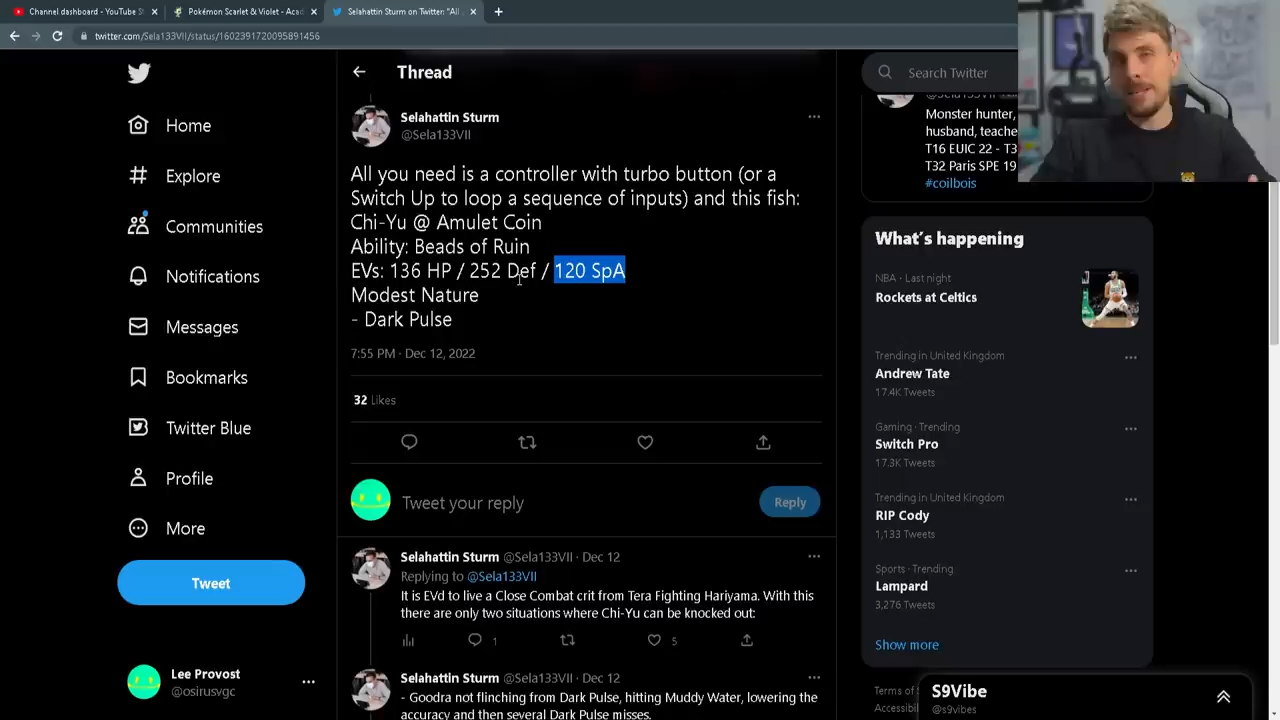 Channel dashboard - YouTube S
Pokémon Scarlet & Violet - Acad
Selahattin Sturm on Twitter: "All
twitter.com/Sela133VII/status/1602391720095891456
Home
Explore
Communities
Notifications
Messages
Bookmarks
Twitter Blue
Profile
More
Tweet
Lee Provost
@osirusvgc
Thread
Selahattin Sturm
@Sela133VII
All you need is a controller with turbo button (or a
Switch Up to loop a sequence of inputs) and this fish:
Chi-Yu @ Amulet Coin
Ability: Beads of Ruin
EVs: 136 HP / 252 Def / 120 SpA
Modest Nature
- Dark Pulse
7:55 PM · Dec 12, 2022
32 Likes
Tweet your reply
Reply
Selahattin Sturm @Sela133VII · Dec 12
Replying to @Sela133VII
It is EVd to live a Close Combat crit from Tera Fighting Hariyama. With this
there are only two situations where Chi-Yu can be knocked out:
1
5
Selahattin Sturm @Sela133VII · Dec 12
- Goodra not flinching from Dark Pulse, hitting Muddy Water, lowering the
accuracy and then several Dark Pulse misses.
Search Twitter
@Sela133VII
Monster hunter,
husband, teache
T16 EUIC 22 - T3
T32 Paris SPE 19
#coilbois
What's happening
NBA · Last night
Rockets at Celtics
Trending in United Kingdom
Andrew Tate
17.4K Tweets
Gaming · Trending
Switch Pro
17.3K Tweets
Trending in United Kingdom
RIP Cody
1,133 Tweets
Sports · Trending
Lampard
3,276 Tweets
Show more
Terms of
Accessibil
S9Vibe
@s9vibes